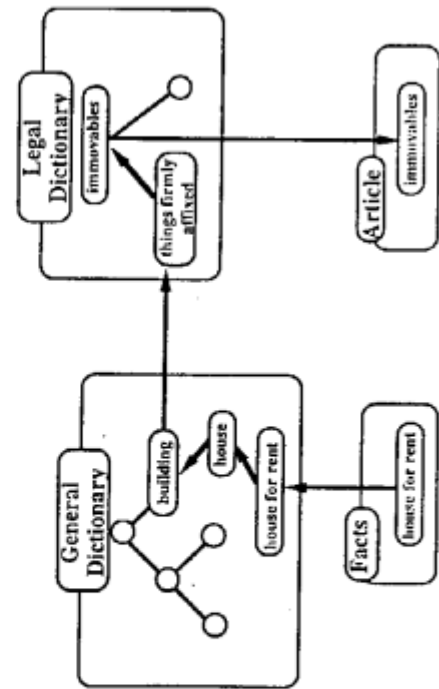 General
Dictionary
building
house
house for rent
Facts
house for rent
Legal
Dictionary
immovables
things firmly
affixed
Article
immovables